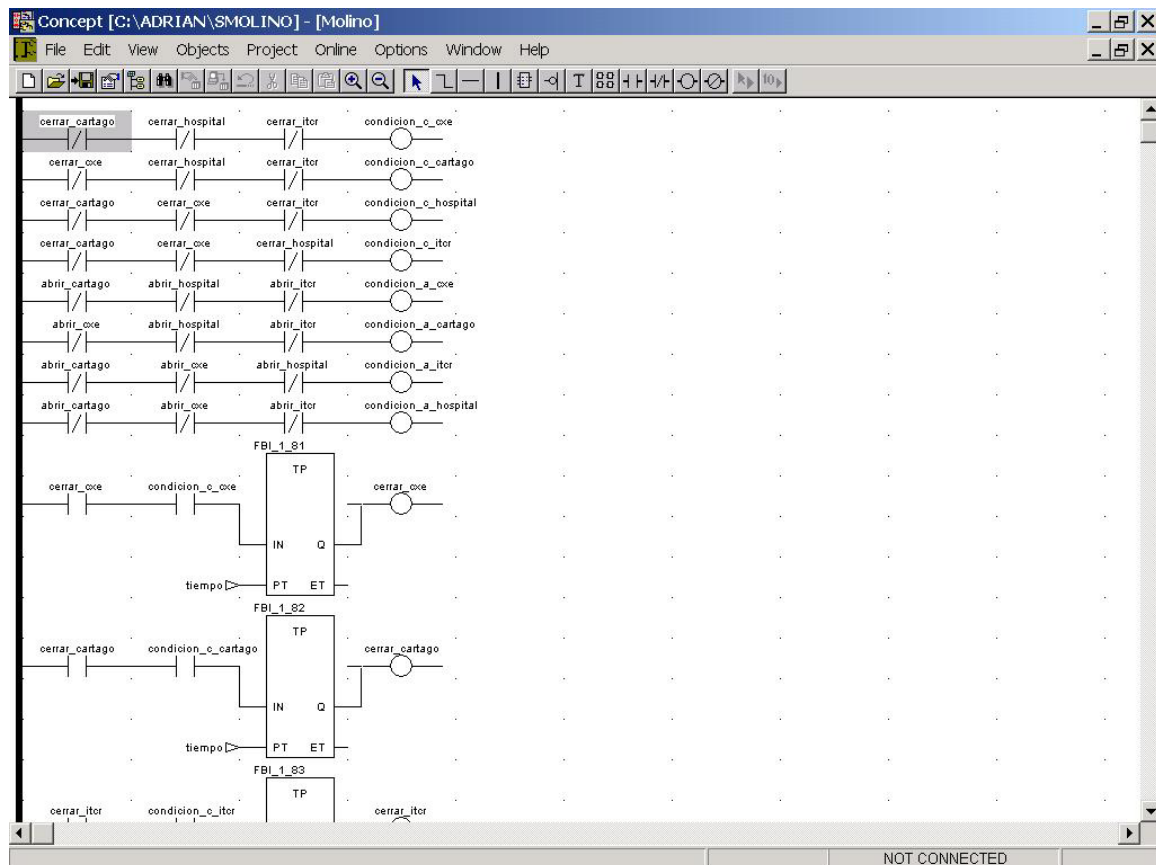 Concept [C:\ADRIAN\SMOLINO] - [Molino]
File Edit View Objects Project Online Options Window Help
cerrar_cartago cerrar_hospital cerrar_itcr condicion_c_cxe
cerrar_cxe cerrar_hospital cerrar_itcr condicion_c_cartago
cerrar_cartago cerrar_cxe cerrar_itcr condicion_c_hospital
cerrar_cartago cerrar_cxe cerrar_hospital condicion_c_itcr
abrir_cartago abrir_hospital abrir_itcr condicion_a_cxe
abrir_cxe abrir_hospital abrir_itcr condicion_a_cartago
abrir_cartago abrir_cxe abrir_hospital condicion_a_itcr
abrir_cartago abrir_cxe abrir_itcr condicion_a_hospital
FBI_1_81
TP
cerrar_cxe condicion_c_cxe cerrar_cxe
IN Q
tiempo PT ET
FBI_1_82
TP
cerrar_cartago condicion_c_cartago cerrar_cartago
IN Q
tiempo PT ET
FBI_1_83
TP
cerrar_itcr condicion_c_itcr cerrar_itcr
NOT CONNECTED